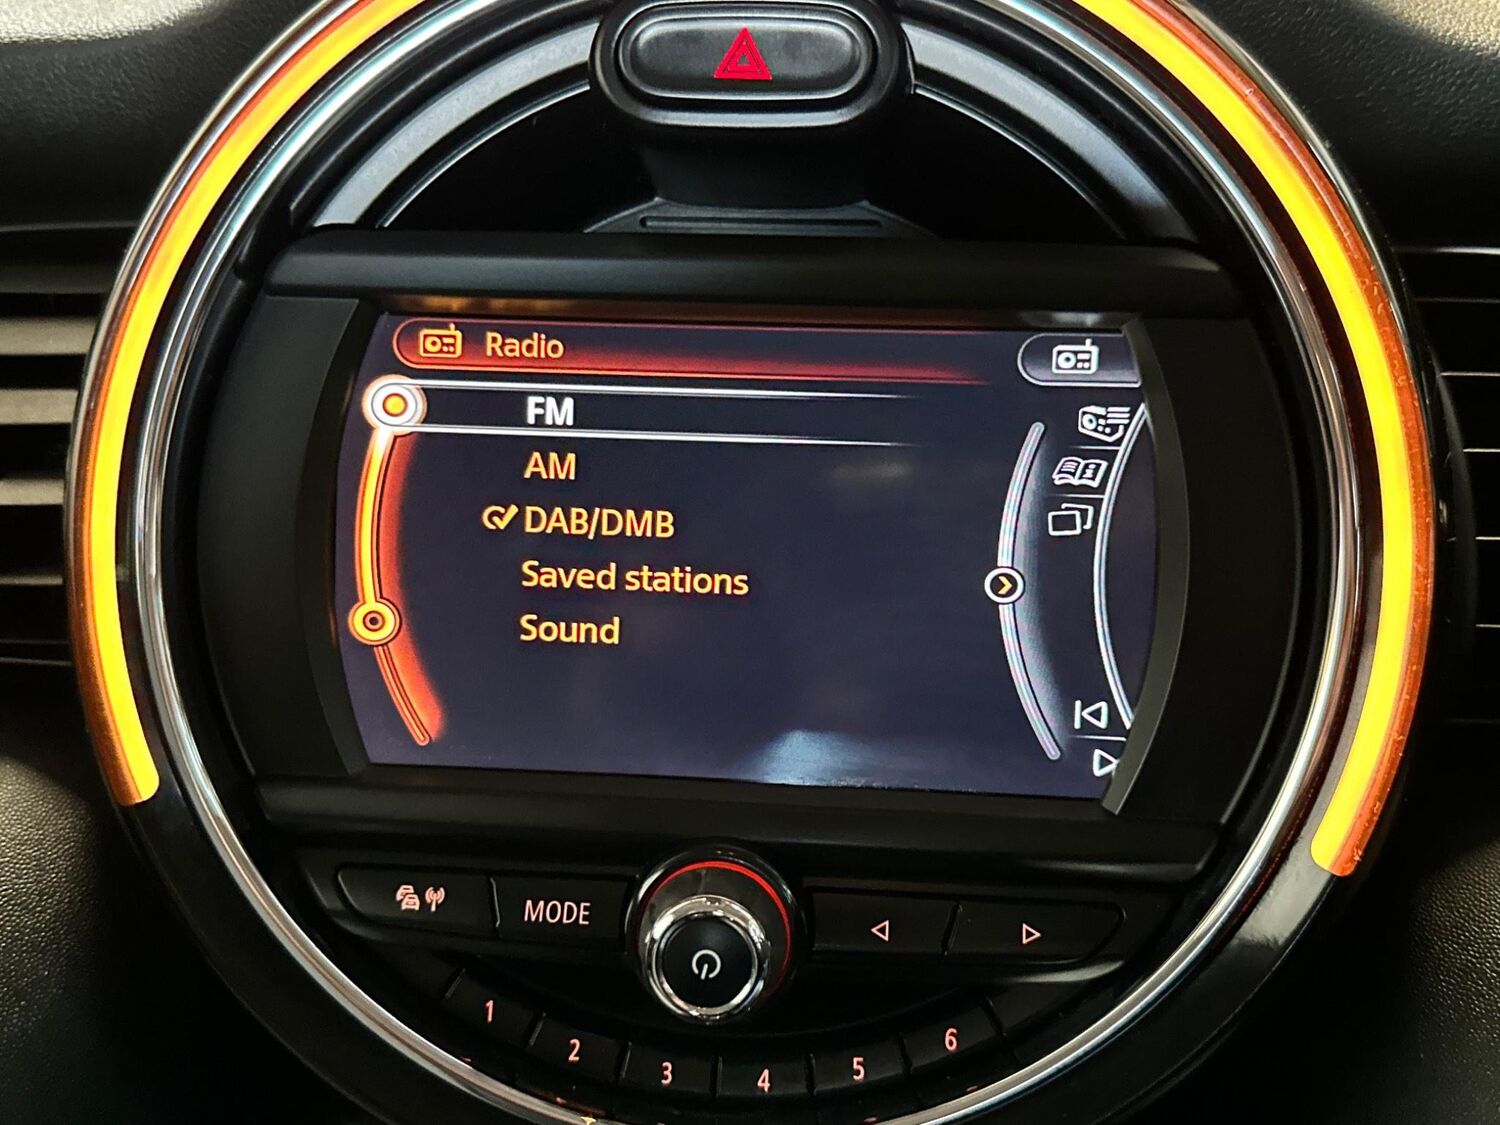 Radio
FM
AM
DAB/DMB
Saved stations
Sound
MODE
1
2
3
4
5
6